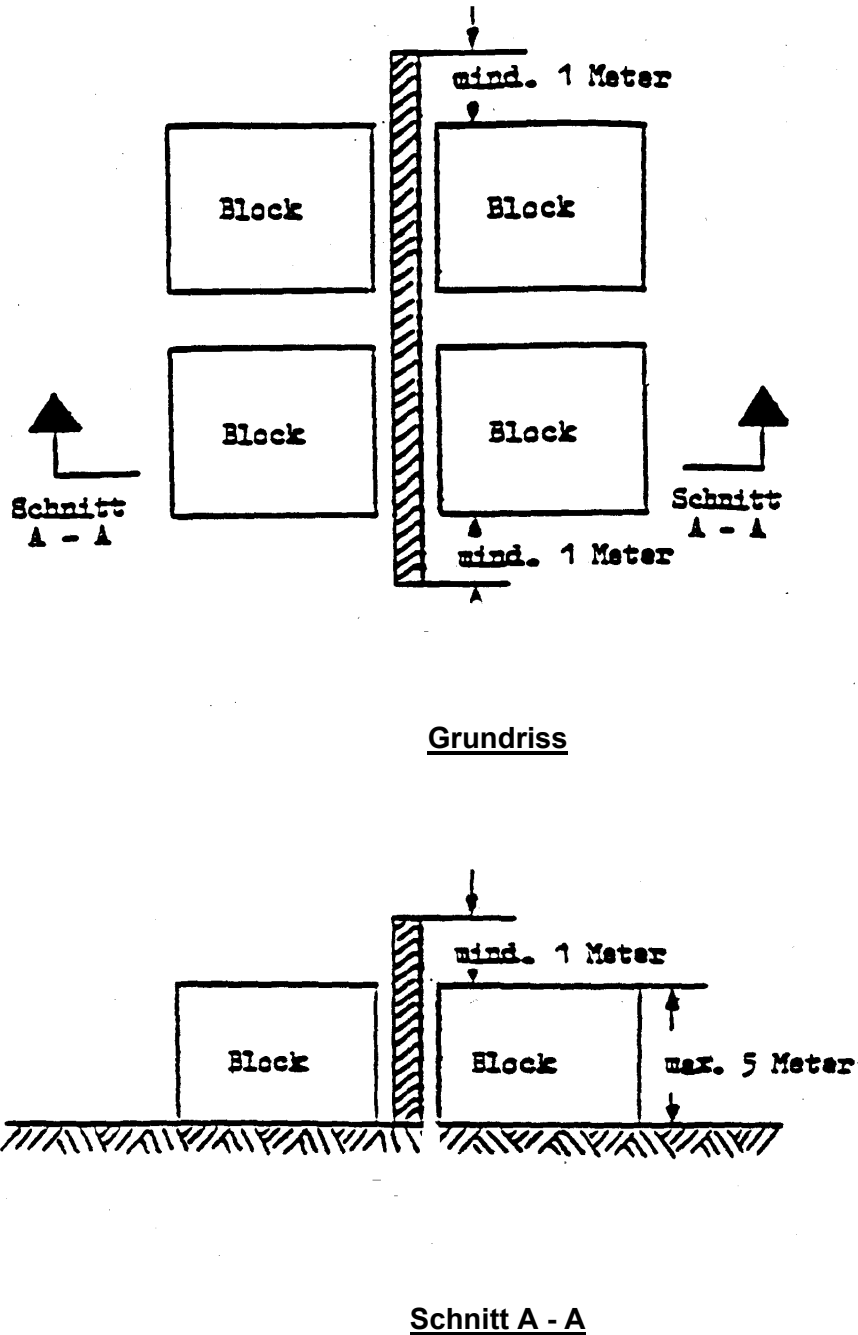 mind. 1 Meter
Block
Block
Block
Block
Schnitt
A - A
Schnitt
A - A
mind. 1 Meter
Grundriss
mind. 1 Meter
Block
Block
max. 5 Meter
Schnitt A - A